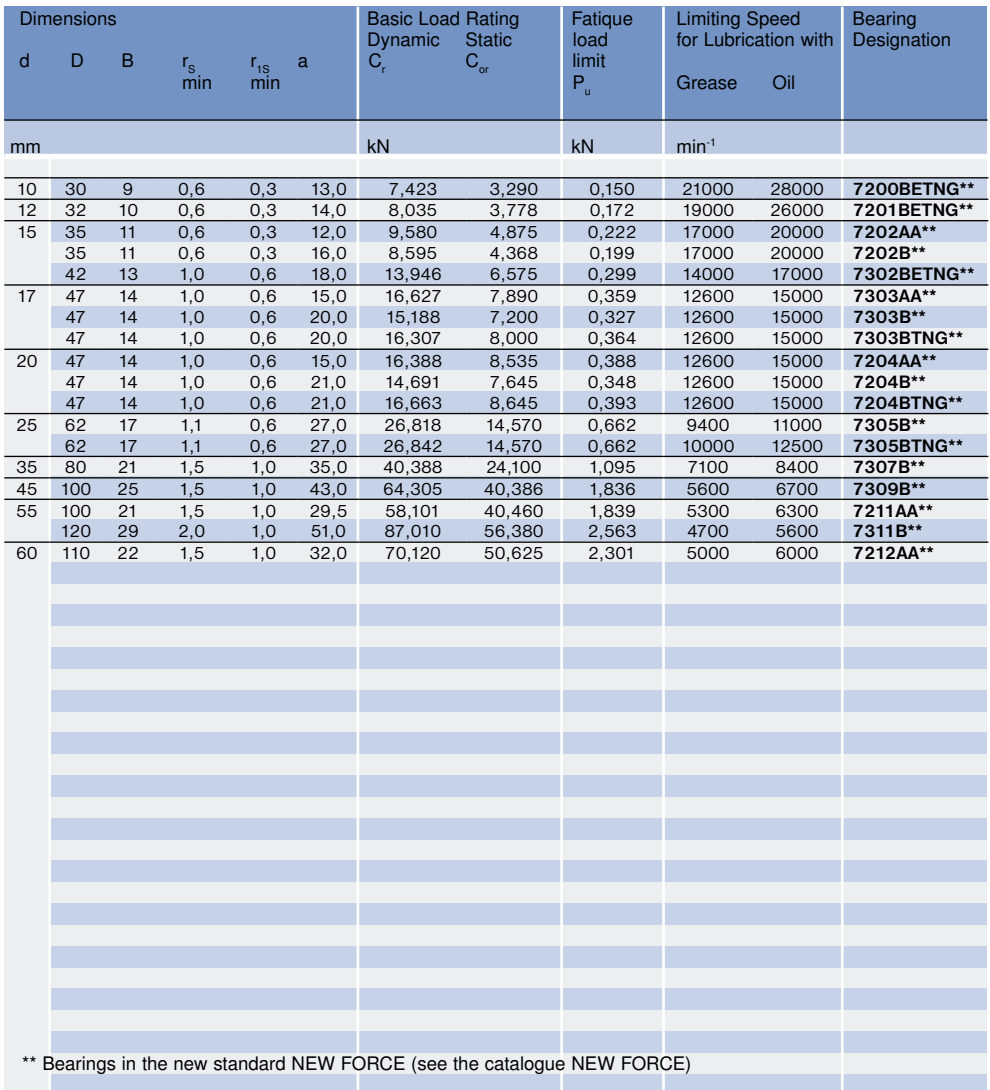 Dimensions Basic Load Rating Fatique Limiting Speed Bearing
Dynamic Static load for Lubrication with Designation
d D B rS r1S a Cr Cor limit
min min Pu Grease Oil
mm kN kN min-1
10 30 9 0,6 0,3 13,0 7,423 3,290 0,150 21000 28000 7200BETNG**
12 32 10 0,6 0,3 14,0 8,035 3,778 0,172 19000 26000 7201BETNG**
15 35 11 0,6 0,3 12,0 9,580 4,875 0,222 17000 20000 7202AA**
35 11 0,6 0,3 16,0 8,595 4,368 0,199 17000 20000 7202B**
42 13 1,0 0,6 18,0 13,946 6,575 0,299 14000 17000 7302BETNG**
17 47 14 1,0 0,6 15,0 16,627 7,890 0,359 12600 15000 7303AA**
47 14 1,0 0,6 20,0 15,188 7,200 0,327 12600 15000 7303B**
47 14 1,0 0,6 20,0 16,307 8,000 0,364 12600 15000 7303BTNG**
20 47 14 1,0 0,6 15,0 16,388 8,535 0,388 12600 15000 7204AA**
47 14 1,0 0,6 21,0 14,691 7,645 0,348 12600 15000 7204B**
47 14 1,0 0,6 21,0 16,663 8,645 0,393 12600 15000 7204BTNG**
25 62 17 1,1 0,6 27,0 26,818 14,570 0,662 9400 11000 7305B**
62 17 1,1 0,6 27,0 26,842 14,570 0,662 10000 12500 7305BTNG**
35 80 21 1,5 1,0 35,0 40,388 24,100 1,095 7100 8400 7307B**
45 100 25 1,5 1,0 43,0 64,305 40,386 1,836 5600 6700 7309B**
55 100 21 1,5 1,0 29,5 58,101 40,460 1,839 5300 6300 7211AA**
120 29 2,0 1,0 51,0 87,010 56,380 2,563 4700 5600 7311B**
60 110 22 1,5 1,0 32,0 70,120 50,625 2,301 5000 6000 7212AA**
** Bearings in the new standard NEW FORCE (see the catalogue NEW FORCE)